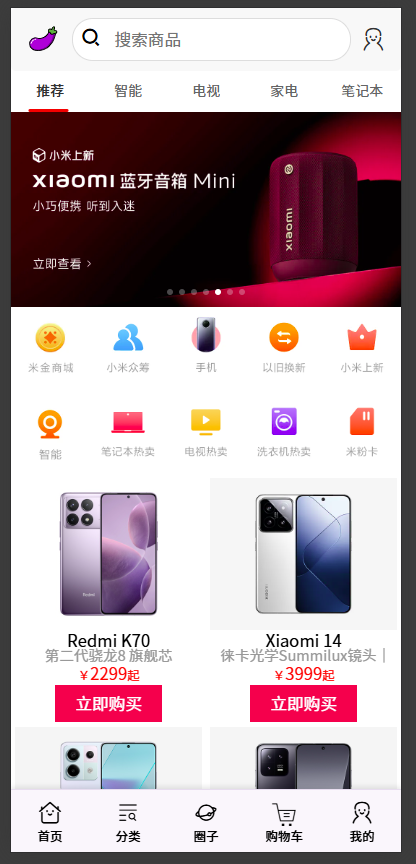 搜索商品
推荐 智能 电视 家电 笔记本
小米上新
xiaomi 蓝牙音箱 Mini
小巧便携 听到入迷
立即查看 >
xiaomi
米金商城 小米众筹 手机 以旧换新 小米上新
智能 笔记本热卖 电视热卖 洗衣机热卖 米粉卡
Redmi
Redmi K70 Xiaomi 14
第二代骁龙8 旗舰芯 徕卡光学Summilux镜头｜
￥2299起 ￥3999起
立即购买 立即购买
首页 分类 圈子 购物车 我的